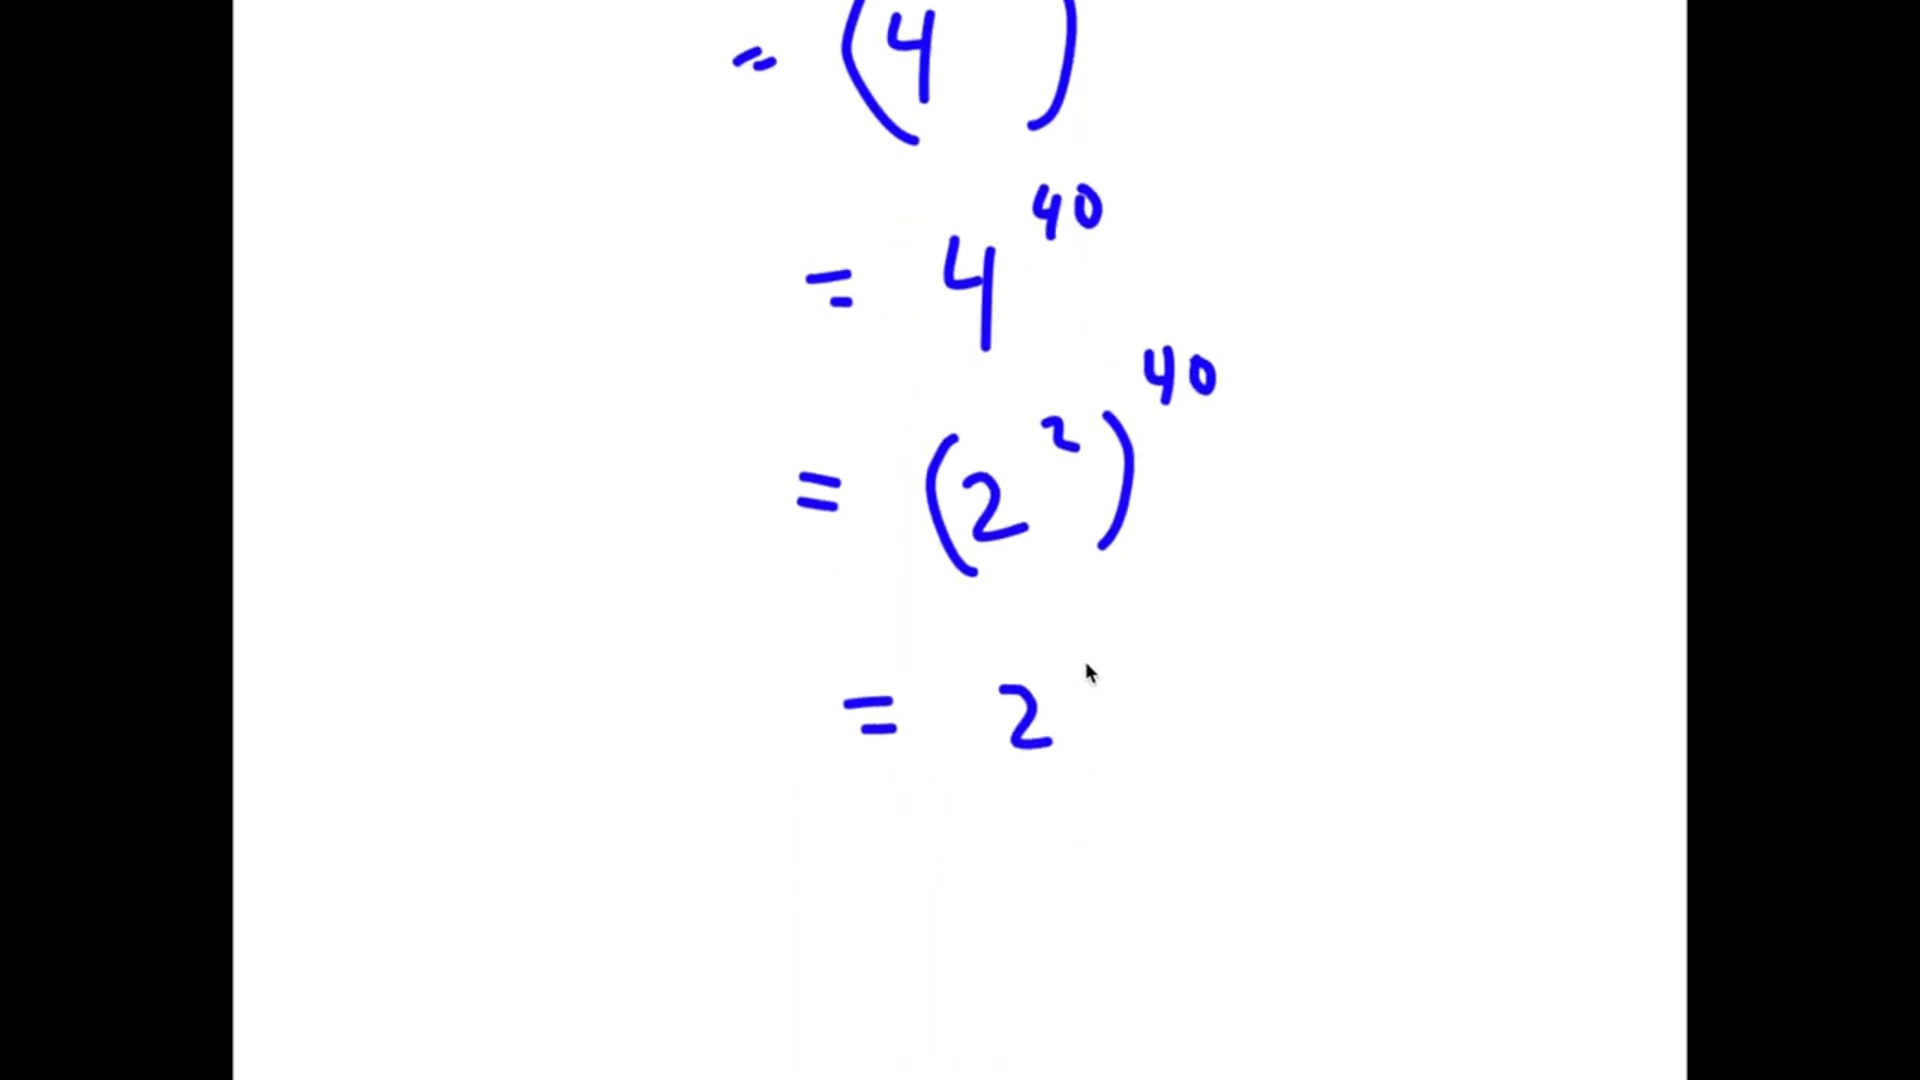 = (4 )
= 4^40
= (2^2)^40
= 2